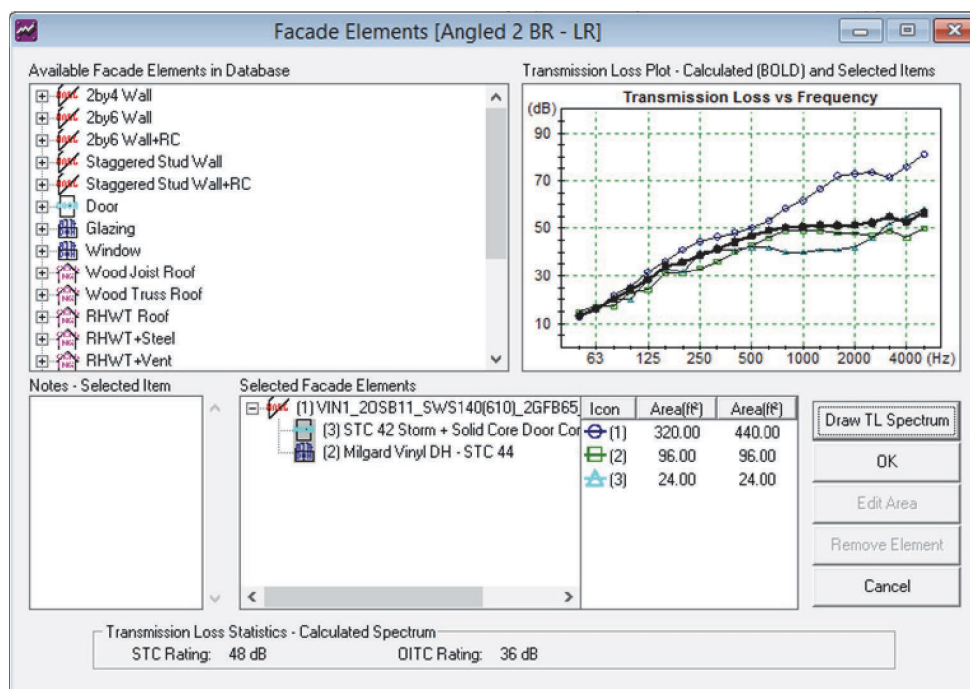 Facade Elements [Angled 2 BR - LR]
Available Facade Elements in Database
2by4 Wall
2by6 Wall
2by6 Wall+RC
Staggered Stud Wall
Staggered Stud Wall+RC
Door
Glazing
Window
Wood Joist Roof
Wood Truss Roof
RHWT Roof
RHWT+Steel
RHWT+Vent
Transmission Loss Plot - Calculated (BOLD) and Selected Items
Transmission Loss vs Frequency
(dB)
90
70
50
30
10
63 125 250 500 1000 2000 4000 (Hz)
Notes - Selected Item
Selected Facade Elements
(1) VIN1_2OSB11_SWS140(610)_2GFB65_
(3) STC 42 Storm + Solid Core Door Cor
(2) Milgard Vinyl DH - STC 44
Icon Area(ft²) Area(ft²)
(1) 320.00 440.00
(2) 96.00 96.00
(3) 24.00 24.00
Draw TL Spectrum
OK
Edit Area
Remove Element
Cancel
Transmission Loss Statistics - Calculated Spectrum
STC Rating: 48 dB OITC Rating: 36 dB